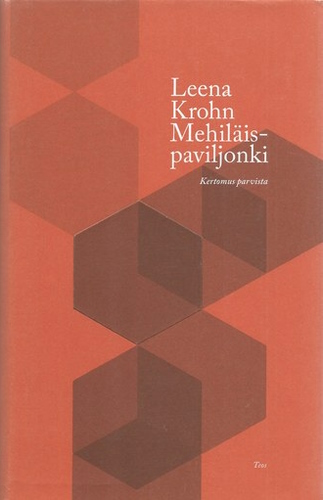 Leena
Krohn
Mehiläis-
paviljonki
Kertomus parvista
Teos